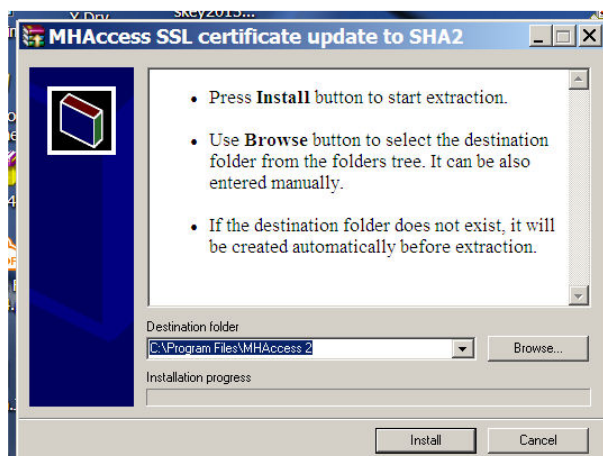 Y Dry
skey2013...
MHAccess SSL certificate update to SHA2
• Press Install button to start extraction.
• Use Browse button to select the destination
folder from the folders tree. It can be also
entered manually.
• If the destination folder does not exist, it will
be created automatically before extraction.
Destination folder
C:\Program Files\MHAccess 2
Browse...
Installation progress
Install
Cancel